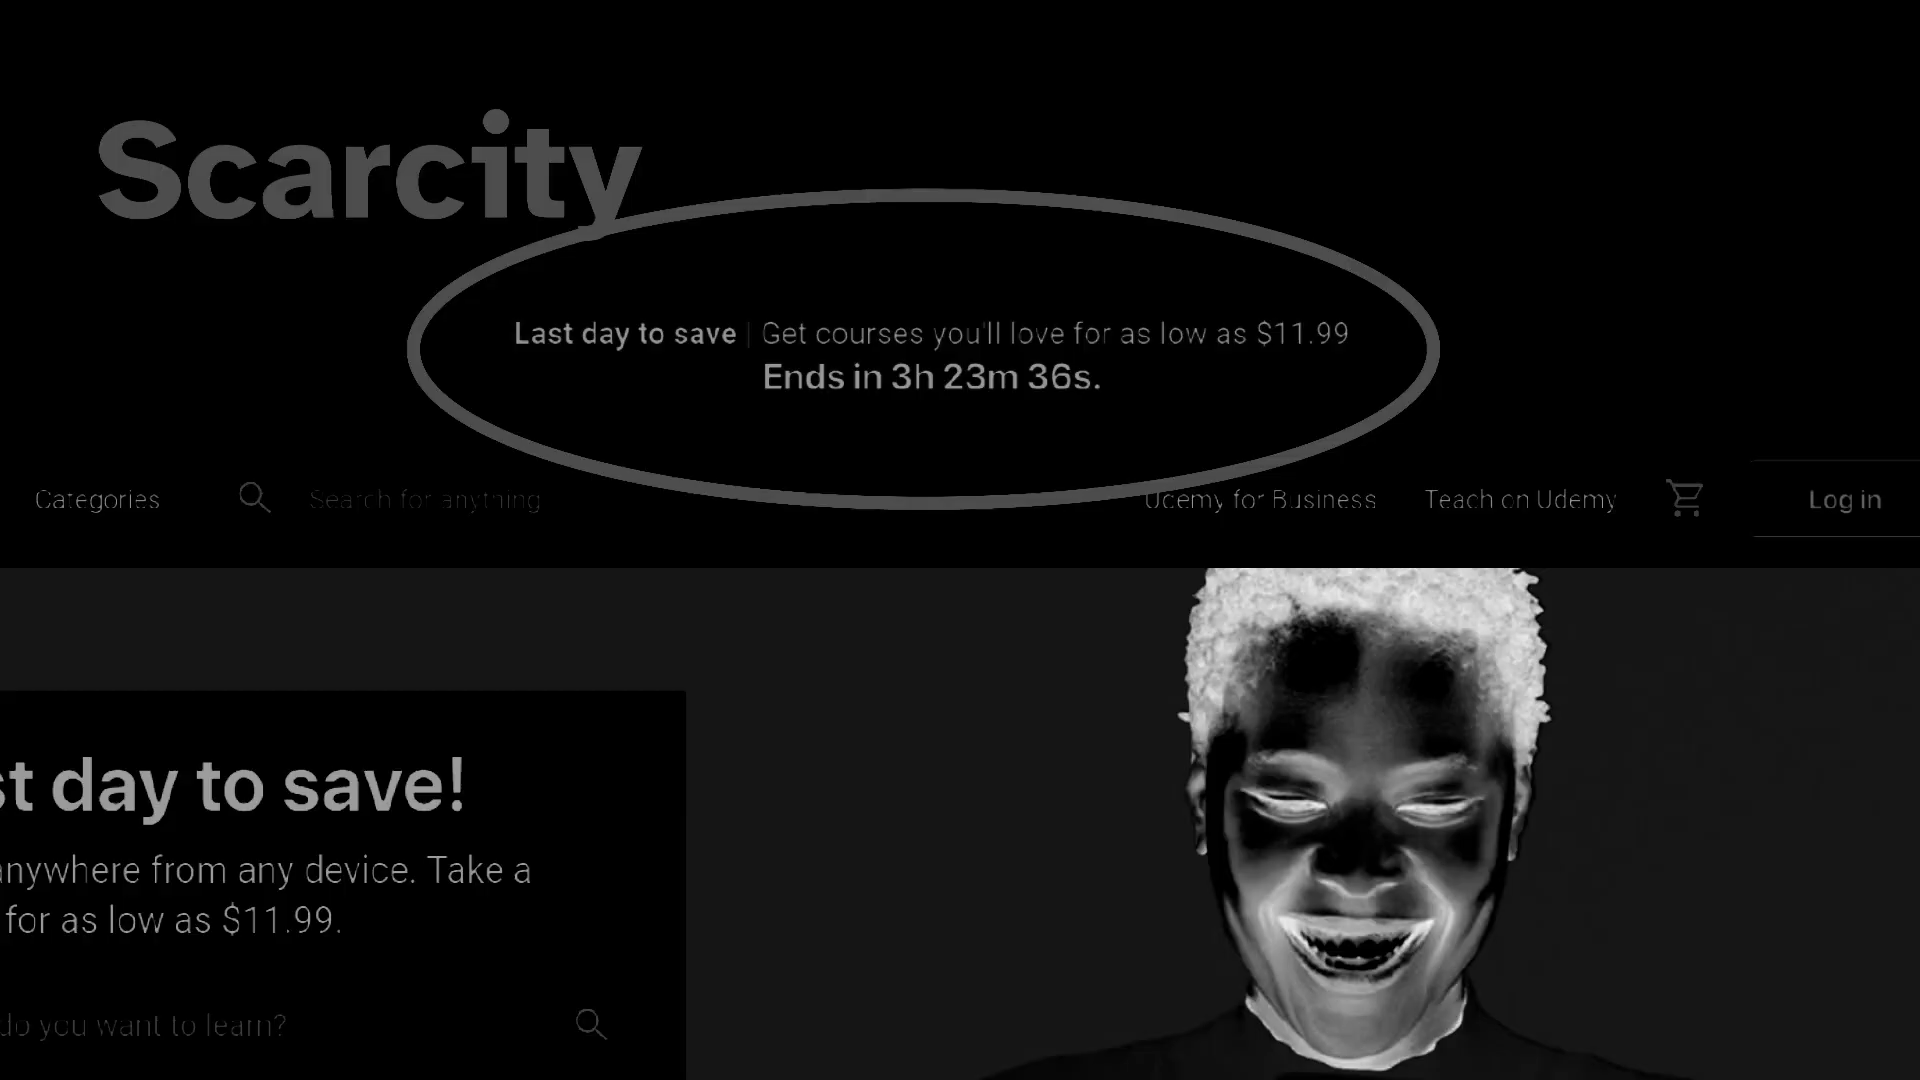 Scarcity
Last day to save | Get courses you'll love for as low as $11.99
Ends in 3h 23m 36s.
Categories
Search for anything
Udemy for Business
Teach on Udemy
Log in
st day to save!
anywhere from any device. Take a
for as low as $11.99.
do you want to learn?